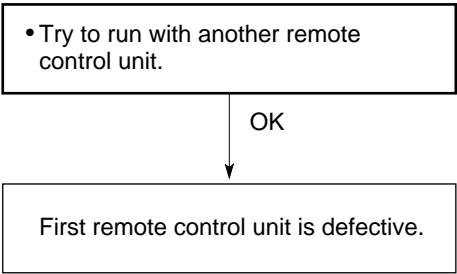 • Try to run with another remote
control unit.
OK
First remote control unit is defective.